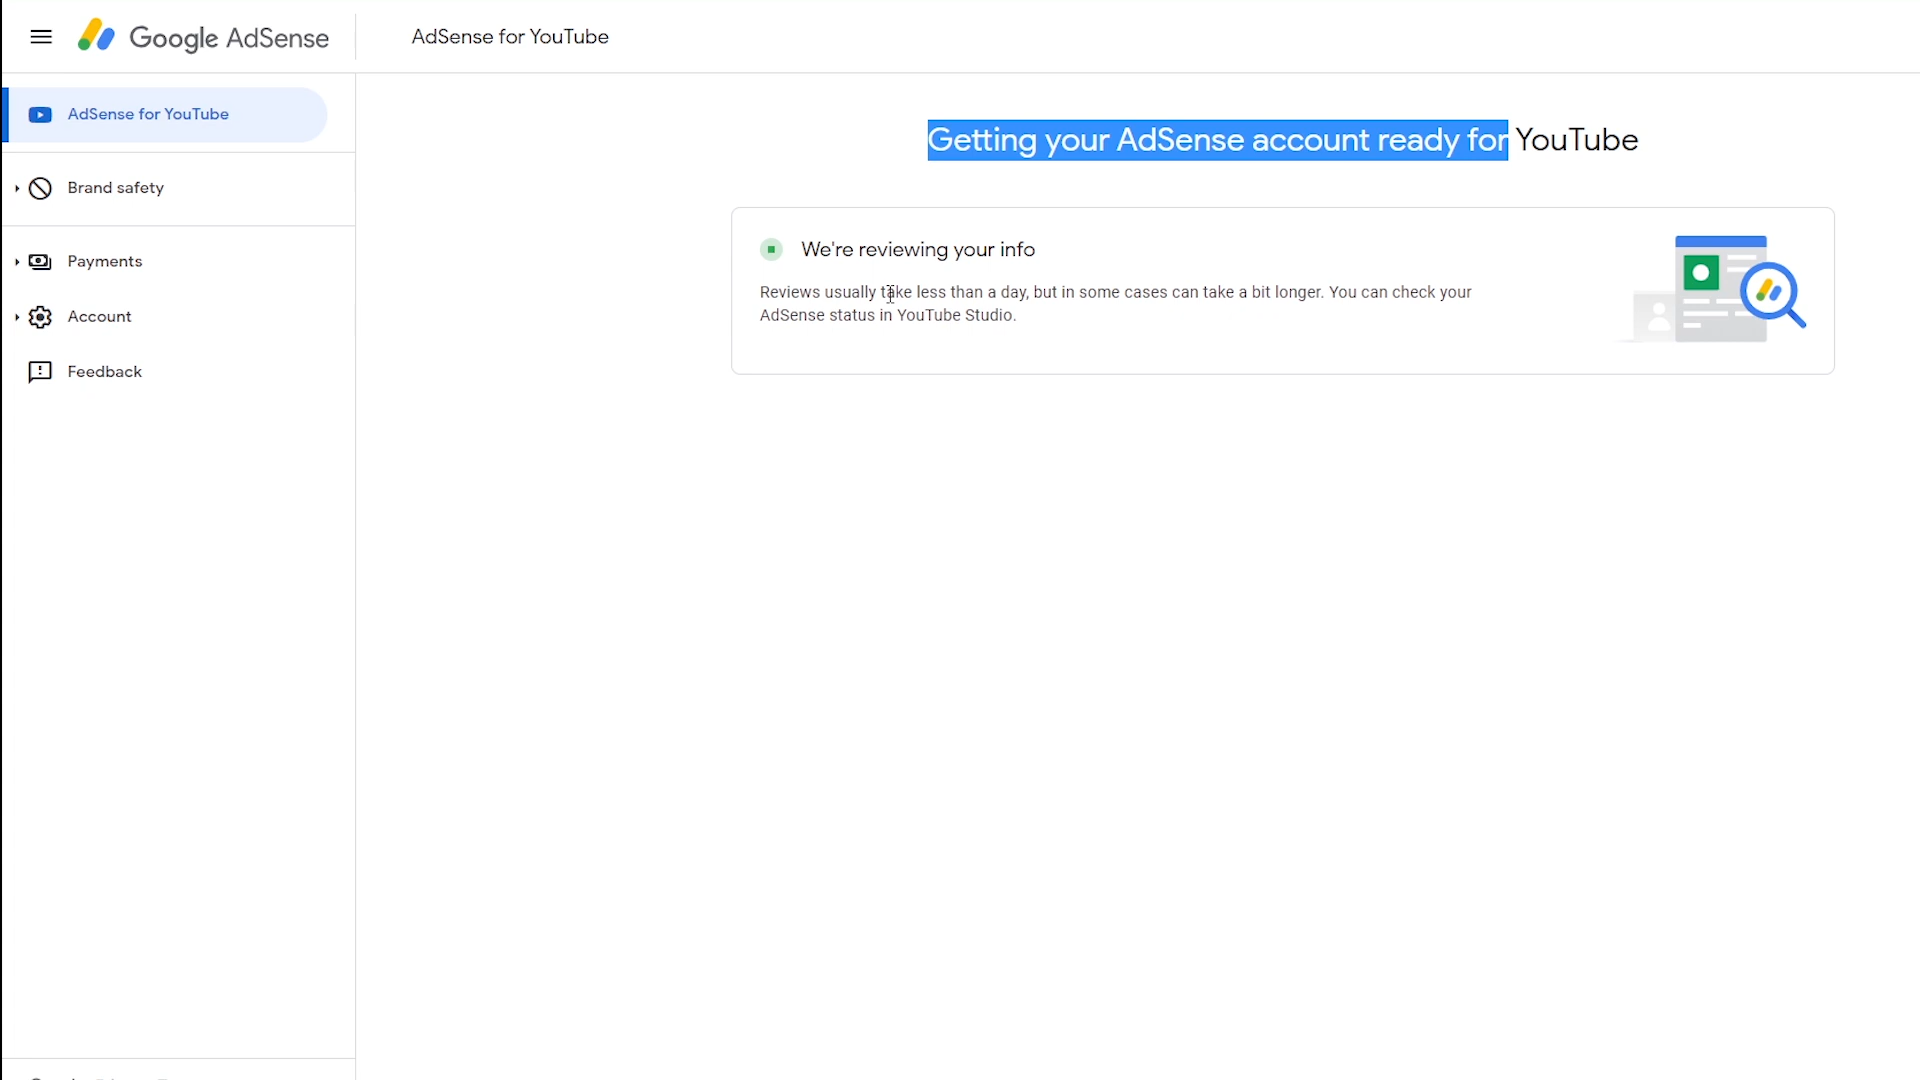 Google AdSense
AdSense for YouTube
AdSense for YouTube
Brand safety
Payments
Account
Feedback
Getting your AdSense account ready for YouTube
We're reviewing your info
Reviews usually take less than a day, but in some cases can take a bit longer. You can check your
AdSense status in YouTube Studio.